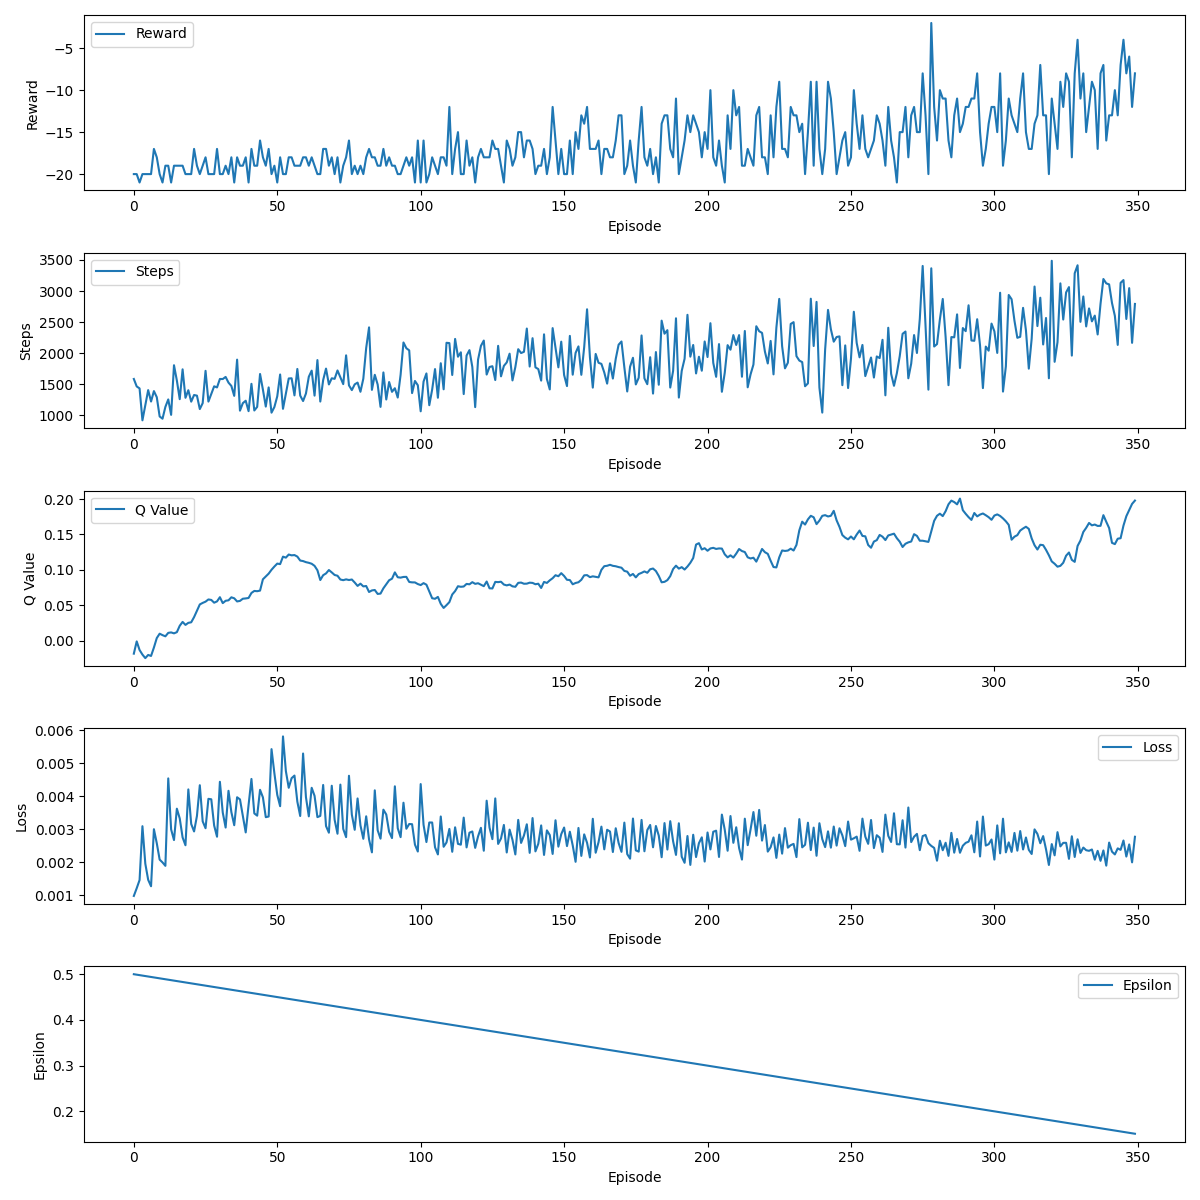 Reward
−5
−10
−15
−20
Reward
0 50 100 150 200 250 300 350
Episode
Steps
3500
3000
2500
2000
1500
1000
Steps
0 50 100 150 200 250 300 350
Episode
Q Value
0.20
0.15
0.10
0.05
0.00
Q Value
0 50 100 150 200 250 300 350
Episode
Loss
0.006
0.005
0.004
0.003
0.002
0.001
Loss
0 50 100 150 200 250 300 350
Episode
Epsilon
0.5
0.4
0.3
0.2
Epsilon
0 50 100 150 200 250 300 350
Episode